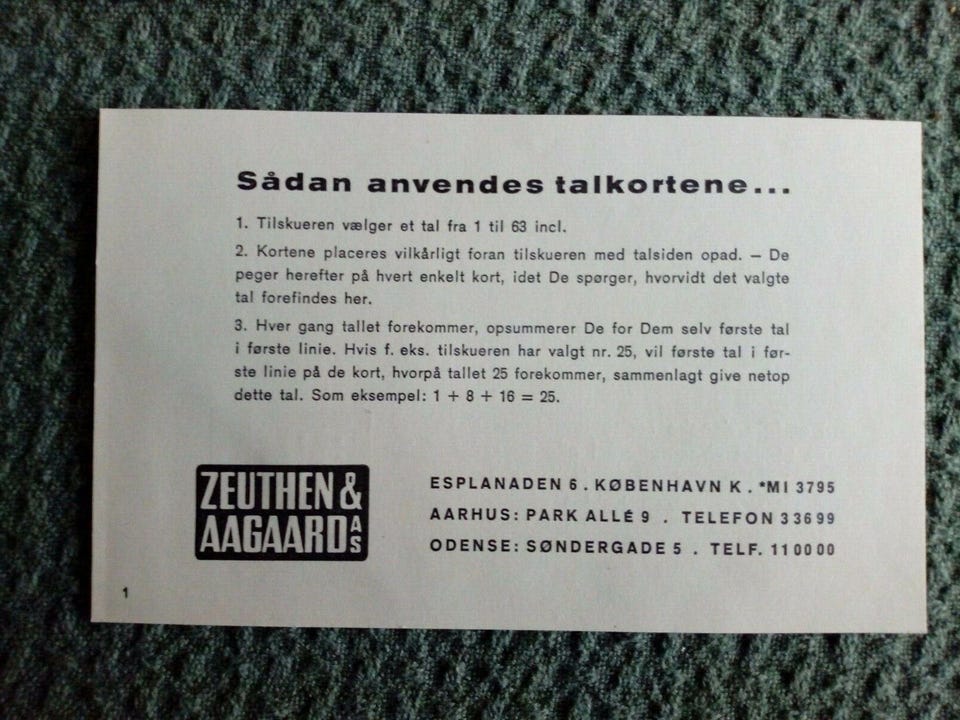 Sådan anvendes talkortene...
1. Tilskueren vælger et tal fra 1 til 63 incl.
2. Kortene placeres vilkårligt foran tilskueren med talsiden opad. — De
peger herefter på hvert enkelt kort, idet De spørger, hvorvidt det valgte
tal forefindes her.
3. Hver gang tallet forekommer, opsummerer De for Dem selv første tal
i første linie. Hvis f. eks. tilskueren har valgt nr. 25, vil første tal i før-
ste linie på de kort, hvorpå tallet 25 forekommer, sammenlagt give netop
dette tal. Som eksempel: 1 + 8 + 16 = 25.
ZEUTHEN &
AAGAARD AS
ESPLANADEN 6 . KØBENHAVN K . *MI 3795
AARHUS: PARK ALLÉ 9 . TELEFON 33699
ODENSE: SØNDERGADE 5 . TELF. 110000
1